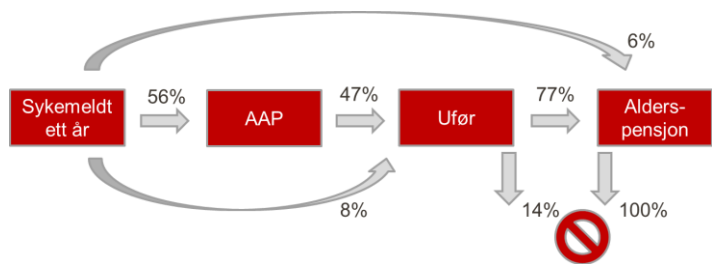 6%
56%
47%
77%
Sykemeldt
ett år
AAP
Ufør
Alders-
pensjon
8%
14%
100%